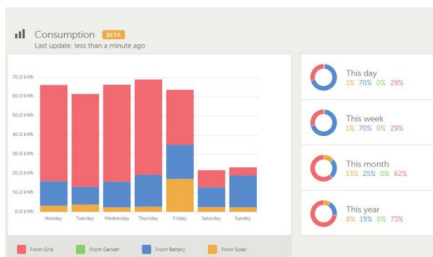 Consumption BETA
Last update: less than a minute ago
70.0 kWh
60.0 kWh
50.0 kWh
40.0 kWh
30.0 kWh
20.0 kWh
10.0 kWh
0.0 kWh
Monday Tuesday Wednesday Thursday Friday Saturday Sunday
From Grid From Genset From Battery From Solar
This day
1% 70% 0% 29%
This week
1% 70% 0% 29%
This month
13% 25% 0% 62%
This year
8% 19% 0% 73%